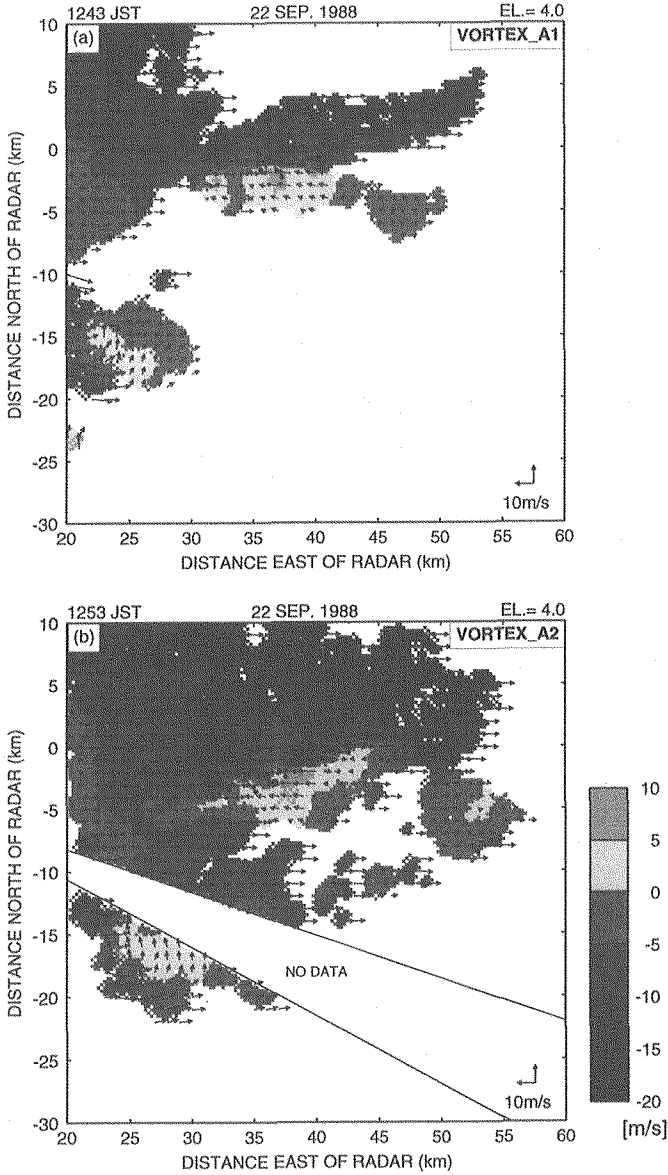 1243 JST 22 SEP. 1988 EL.= 4.0
(a) VORTEX_A1
10
5
0
-5
-10
-15
-20
-25
-30
DISTANCE NORTH OF RADAR (km)
10m/s
20 25 30 35 40 45 50 55 60
DISTANCE EAST OF RADAR (km)
1253 JST 22 SEP. 1988 EL.= 4.0
(b) VORTEX_A2
10
5
0
-5
-10
-15
-20
-25
-30
DISTANCE NORTH OF RADAR (km)
NO DATA
10m/s
20 25 30 35 40 45 50 55 60
DISTANCE EAST OF RADAR (km)
10
5
0
-5
-10
-15
-20
[m/s]